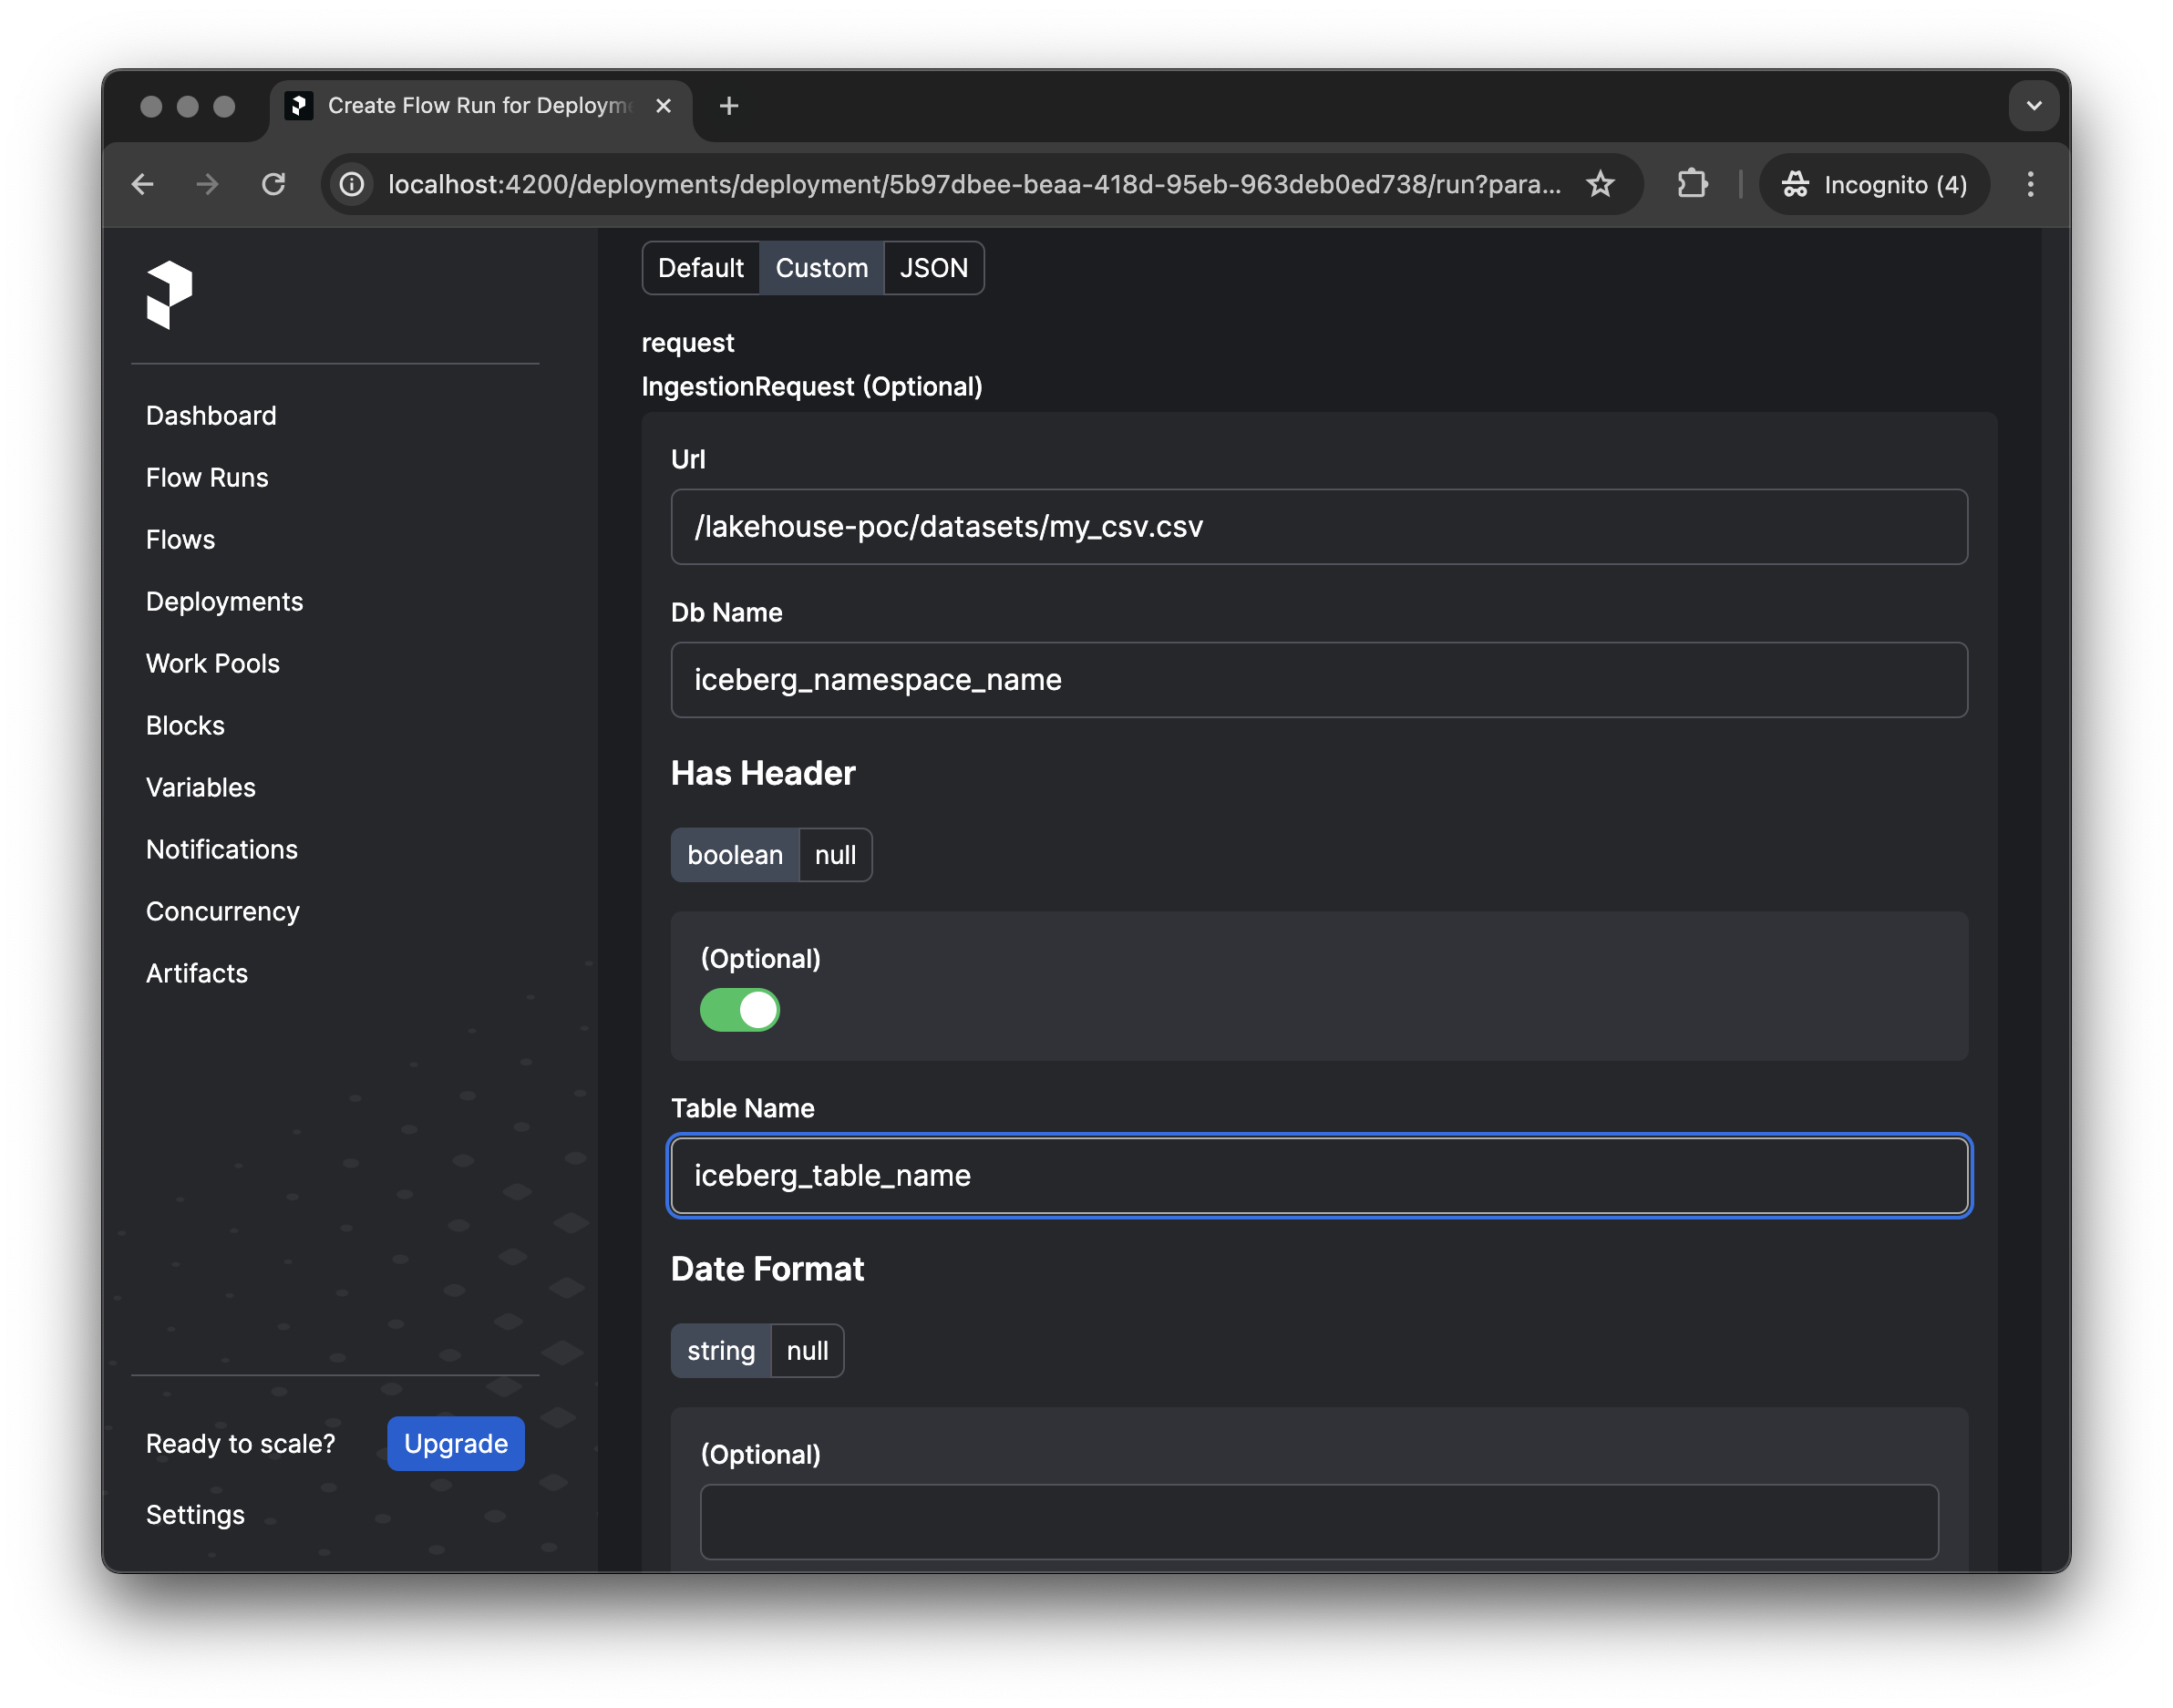 Create Flow Run for Deployme
localhost:4200/deployments/deployment/5b97dbee-beaa-418d-95eb-963deb0ed738/run?para...
Incognito (4)
Dashboard
Flow Runs
Flows
Deployments
Work Pools
Blocks
Variables
Notifications
Concurrency
Artifacts
Ready to scale?
Upgrade
Settings
Default
Custom
JSON
request
IngestionRequest (Optional)
Url
/lakehouse-poc/datasets/my_csv.csv
Db Name
iceberg_namespace_name
Has Header
boolean
null
(Optional)
Table Name
iceberg_table_name
Date Format
string
null
(Optional)